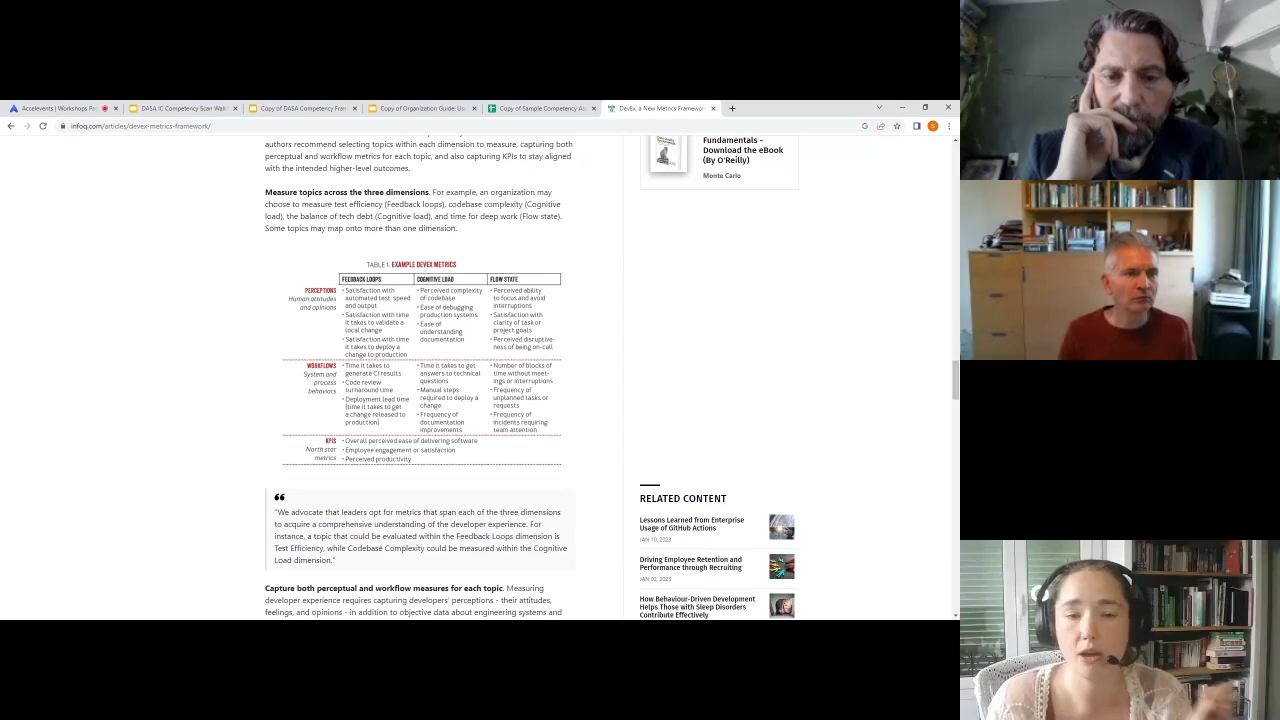 Accelevents | Workshops Pa
DASA IC Competency Scan Wal
Copy of DASA Competency Fram
Copy of Organization Guide: Us
Copy of Sample Competency As
DevEx, a New Metrics Framework
infoq.com/articles/devex-metrics-framework/
S
authors recommend selecting topics within each dimension to measure, capturing both
perceptual and workflow metrics for each topic, and also capturing KPIs to stay aligned
with the intended higher-level outcomes.
Measure topics across the three dimensions. For example, an organization may
choose to measure test efficiency (Feedback loops), codebase complexity (Cognitive
load), the balance of tech debt (Cognitive load), and time for deep work (Flow state).
Some topics may map onto more than one dimension.
TABLE 1: EXAMPLE DEVEX METRICS
FEEDBACK LOOPS
COGNITIVE LOAD
FLOW STATE
PERCEPTIONS
Human attitudes
and opinions
• Satisfaction with
automated test speed
and output
• Satisfaction with time
it takes to validate a
local change
• Satisfaction with time
it takes to deploy a
change to production
• Perceived complexity
of codebase
• Ease of debugging
production systems
• Ease of
understanding
documentation
• Perceived ability
to focus and avoid
interruptions
• Satisfaction with
clarity of task or
project goals
• Perceived disruptive-
ness of being on-call
WORKFLOWS
System and
process
behaviors
• Time it takes to
generate CI results
• Code review
turnaround time
• Deployment lead time
(time it takes to get
a change released to
production)
• Time it takes to get
answers to technical
questions
• Manual steps
required to deploy a
change
• Frequency of
documentation
improvements
• Number of blocks of
time without meet-
ings or interruptions
• Frequency of
unplanned tasks or
requests
• Frequency of
incidents requiring
team attention
KPIS
North star
metrics
• Overall perceived ease of delivering software
• Employee engagement or satisfaction
• Perceived productivity
"We advocate that leaders opt for metrics that span each of the three dimensions
to acquire a comprehensive understanding of the developer experience. For
instance, a topic that could be evaluated within the Feedback Loops dimension is
Test Efficiency, while Codebase Complexity could be measured within the Cognitive
Load dimension."
Capture both perceptual and workflow measures for each topic. Measuring
developer experience requires capturing developers' perceptions - their attitudes,
feelings, and opinions - in addition to objective data about engineering systems and
Fundamentals -
Download the eBook
(By O'Reilly)
Monte Carlo
RELATED CONTENT
Lessons Learned from Enterprise
Usage of GitHub Actions
JAN 10, 2023
Driving Employee Retention and
Performance through Recruiting
JAN 02, 2023
How Behaviour-Driven Development
Helps Those with Sleep Disorders
Contribute Effectively